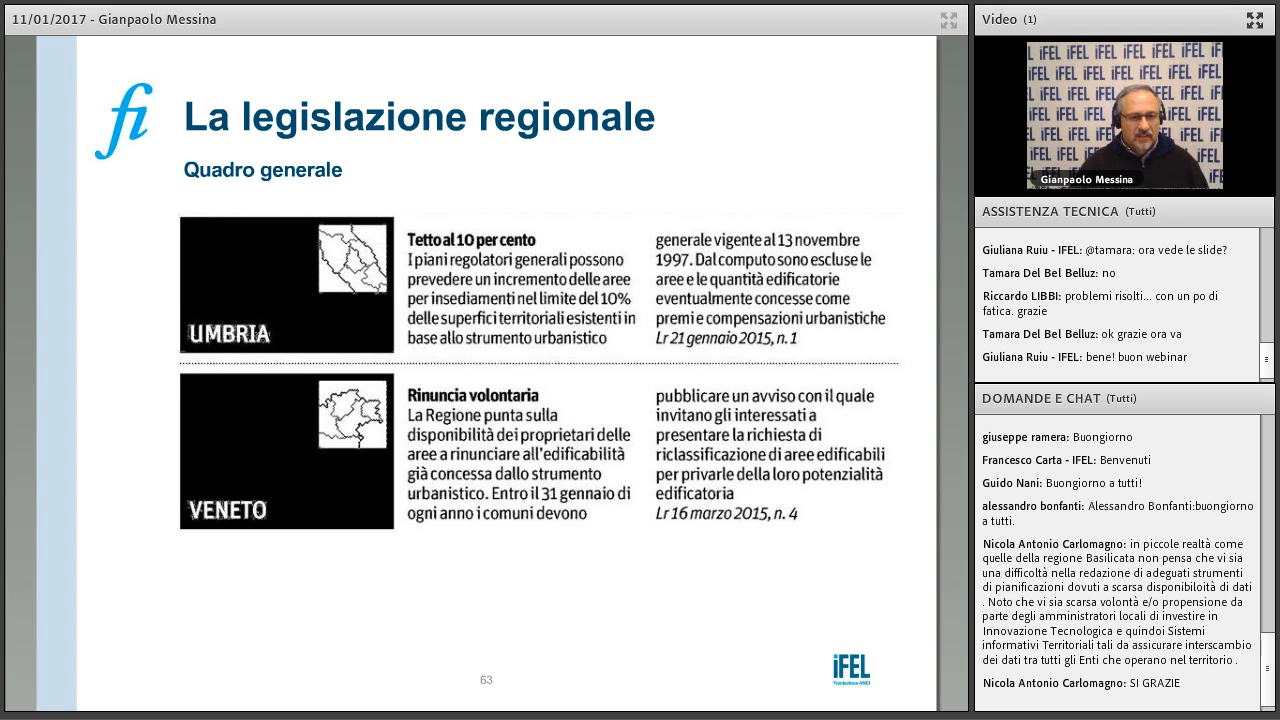 11/01/2017 - Gianpaolo Messina
La legislazione regionale
Quadro generale
UMBRIA
Tetto al 10 per cento
I piani regolatori generali possono
prevedere un incremento delle aree
per insediamenti nel limite del 10%
delle superfici territoriali esistenti in
base allo strumento urbanistico
generale vigente al 13 novembre
1997. Dal computo sono escluse le
aree e le quantità edificatorie
eventualmente concesse come
premi e compensazioni urbanistiche
Lr 21 gennaio 2015, n. 1
VENETO
Rinuncia volontaria
La Regione punta sulla
disponibilità dei proprietari delle
aree a rinunciare all'edificabilità
già concessa dallo strumento
urbanistico. Entro il 31 gennaio di
ogni anno i comuni devono
pubblicare un avviso con il quale
invitano gli interessati a
presentare la richiesta di
riclassificazione di aree edificabili
per privarle della loro potenzialità
edificatoria
Lr 16 marzo 2015, n. 4
63
iFEL
Fondazione ANCI
Video (1)
iFEL iFEL iFEL iFEL
Gianpaolo Messina
ASSISTENZA TECNICA (Tutti)
Giuliana Ruiu - IFEL: @tamara: ora vede le slide?
Tamara Del Bel Belluz: no
Riccardo LIBBI: problemi risolti... con un po di
fatica. grazie
Tamara Del Bel Belluz: ok grazie ora va
Giuliana Ruiu - IFEL: bene! buon webinar
DOMANDE E CHAT (Tutti)
giuseppe ramera: Buongiorno
Francesco Carta - IFEL: Benvenuti
Guido Nani: Buongiorno a tutti!
alessandro bonfanti: Alessandro Bonfanti:buongiorno
a tutti.
Nicola Antonio Carlomagno: in piccole realtà come
quelle della regione Basilicata non pensa che vi sia
una difficoltà nella redazione di adeguati strumenti
di pianificazioni dovuti a scarsa disponibiloità di dati
. Noto che vi sia scarsa volontà e/o propensione da
parte degli amministratori locali di investire in
Innovazione Tecnologica e quindoi Sistemi
informativi Territoriali tali da assicurare interscambio
dei dati tra tutti gli Enti che operano nel territorio .
Nicola Antonio Carlomagno: SI GRAZIE